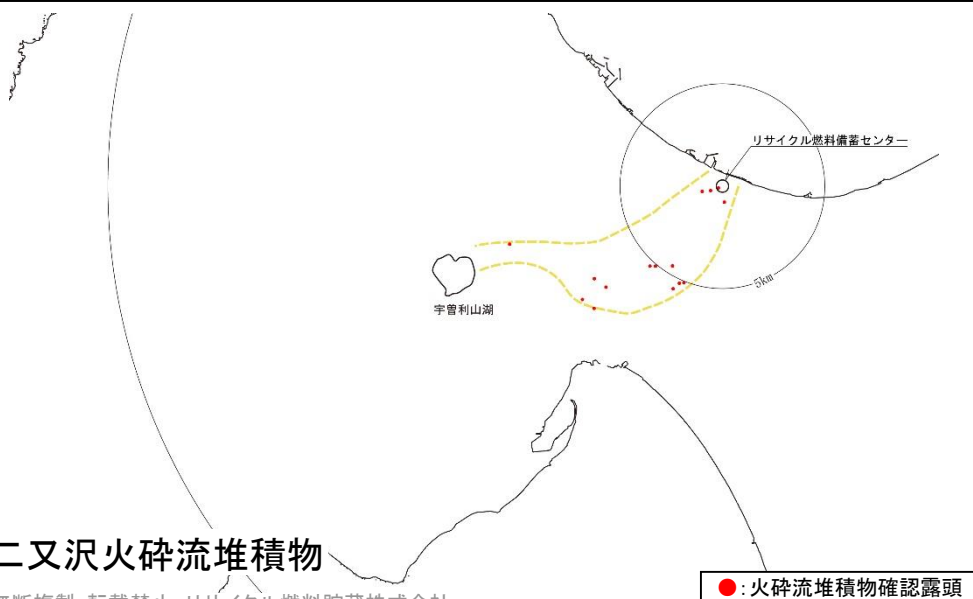 リサイクル燃料備蓄センター
5km
宇曽利山湖
二又沢火砕流堆積物
●:火砕流堆積物確認露頭